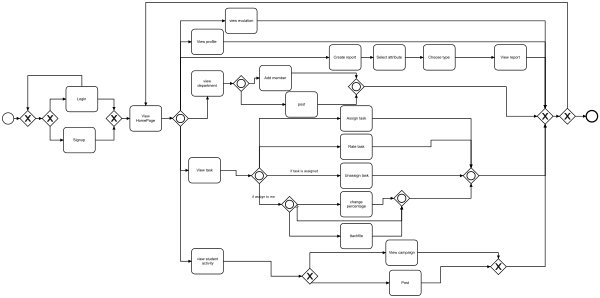 view evulation
View profile
Create report
Select attribute
Choose type
View report
view
department
Add member
post
Login
Signup
View
HomePage
Assign task
Rate task
If task is assigned
View task
Unassign task
If assign to me
change
percentage
view student
activity
View campaign
Post